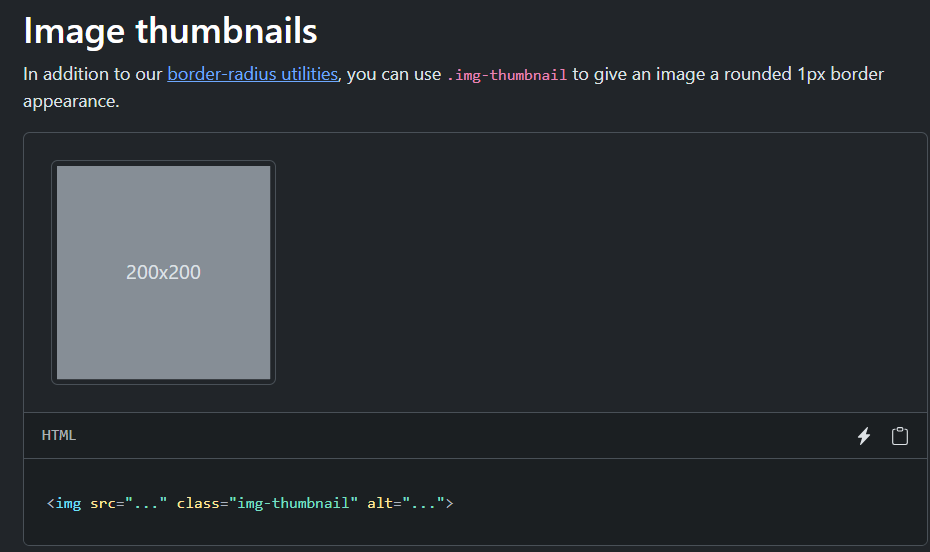 Image thumbnails
In addition to our border-radius utilities, you can use .img-thumbnail to give an image a rounded 1px border
appearance.
200x200
HTML
<img src="..." class="img-thumbnail" alt="...">